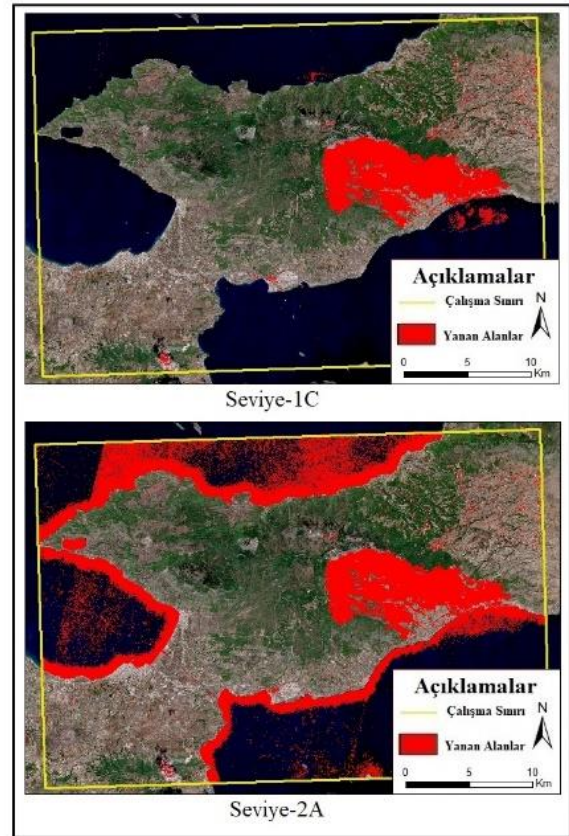 Açıklamalar
Çalışma Sınırı
N
Yanan Alanlar
0 5 10
Km
Seviye-1C
Açıklamalar
Çalışma Sınırı
N
Yanan Alanlar
0 5 10
Km
Seviye-2A